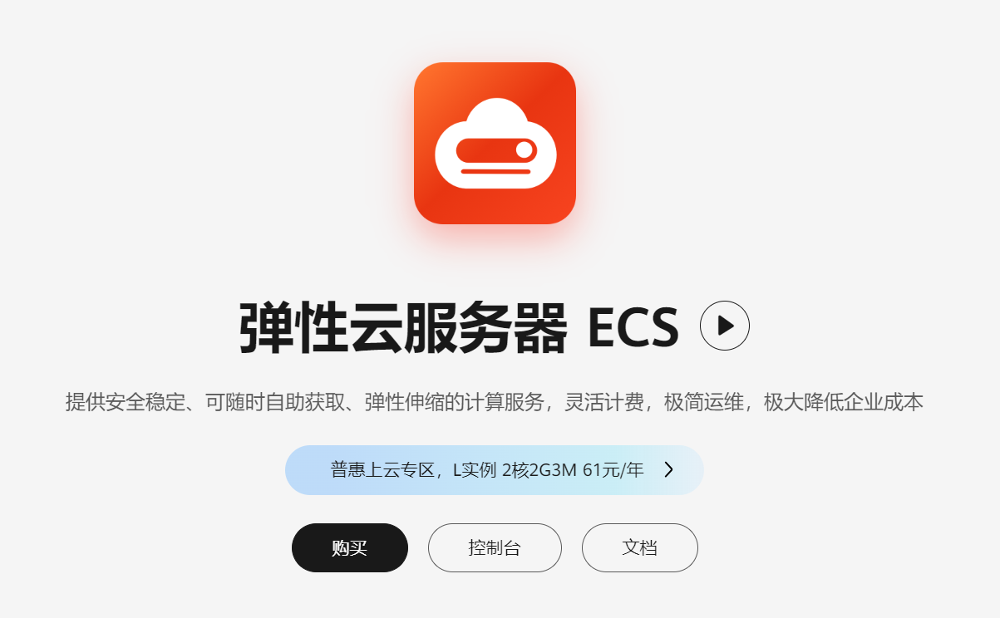 弹性云服务器 ECS
提供安全稳定、可随时自助获取、弹性伸缩的计算服务，灵活计费，极简运维，极大降低企业成本
普惠上云专区，L实例 2核2G3M 61元/年
购买 控制台 文档